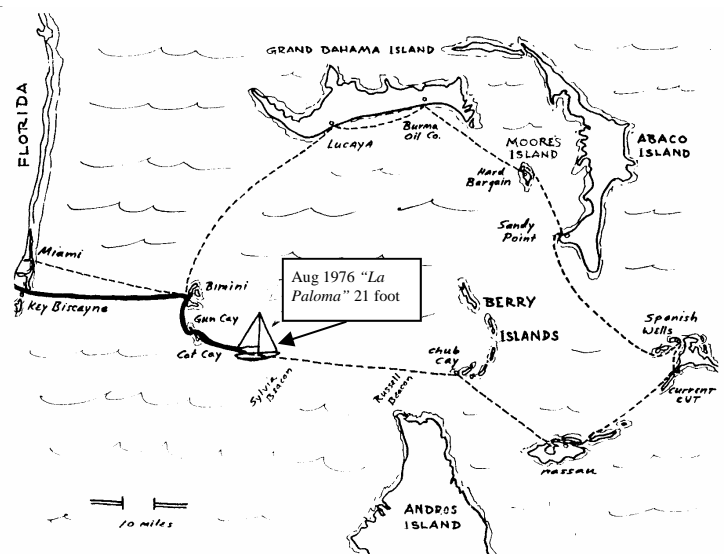 GRAND BAHAMA ISLAND
FLORIDA
LUCAYA
Burma
Oil Co.
MOORE'S
ISLAND
ABACO
ISLAND
Hard
Bargain
Sandy
Point
Miami
Key Biscayne
Bimini
Gun Cay
Cat Cay
Aug 1976 "La
Paloma" 21 foot
BERRY
ISLANDS
Spanish
Wells
Chub
Cay
Sylvia
Beacon
Russell
Beacon
CURRENT
CUT
nassau
10 miles
ANDROS
ISLAND